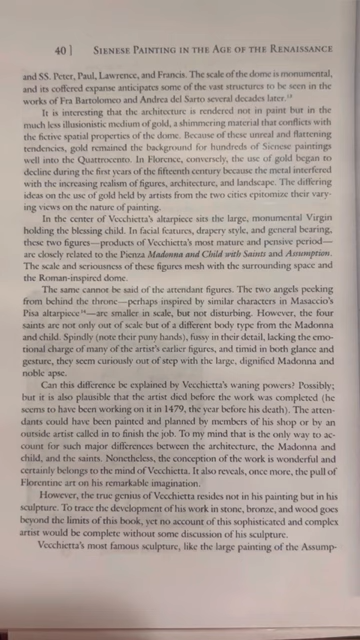 40 | SIENESE PAINTING IN THE AGE OF THE RENAISSANCE
and SS. Peter, Paul, Lawrence, and Francis. The scale of the dome is monumental,
and its coffered expanse anticipates some of the vast structures to be seen in the
works of Fra Bartolomeo and Andrea del Sarto several decades later.
It is interesting that the architecture is rendered not in paint but in the
much less illusionistic medium of gold, a shimmering material that conflicts with
the fictive spatial properties of the dome. Because of these unreal and flattening
tendencies, gold remained the background for hundreds of Sienese paintings
well into the Quattrocento. In Florence, conversely, the use of gold began to
decline during the first years of the fifteenth century because the metal interfered
with the increasing realism of figures, architecture, and landscape. The differing
ideas on the use of gold held by artists from the two cities epitomize their vary-
ing views on the nature of painting.
In the center of Vecchietta's altarpiece sits the large, monumental Virgin
holding the blessing child. In facial features, drapery style, and general bearing,
these two figures—products of Vecchietta's most mature and pensive period—
are closely related to the Pienza Madonna and Child with Saints and Assumption.
The scale and seriousness of these figures mesh with the surrounding space and
the Roman-inspired dome.
The same cannot be said of the attendant figures. The two angels peeking
from behind the throne—perhaps inspired by similar characters in Masaccio's
Pisa altarpiece—are smaller in scale, but not disturbing. However, the four
saints are not only out of scale but of a different body type from the Madonna
and child. Spindly (note their puny hands), fussy in their detail, lacking the emo-
tional charge of many of the artist's earlier figures, and timid in both glance and
gesture, they seem curiously out of step with the large, dignified Madonna and
noble apse.
Can this difference be explained by Vecchietta's waning powers? Possibly;
but it is also plausible that the artist died before the work was completed (he
seems to have been working on it in 1479, the year before his death). The atten-
dants could have been painted and planned by members of his shop or by an
outside artist called in to finish the job. To my mind that is the only way to ac-
count for such major differences between the architecture, the Madonna and
child, and the saints. Nonetheless, the conception of the work is wonderful and
certainly belongs to the mind of Vecchietta. It also reveals, once more, the pull of
Florentine art on his remarkable imagination.
However, the true genius of Vecchietta resides not in his painting but in his
sculpture. To trace the development of his work in stone, bronze, and wood goes
beyond the limits of this book, yet no account of this sophisticated and complex
artist would be complete without some discussion of his sculpture.
Vecchietta's most famous sculpture, like the large painting of the Assump-